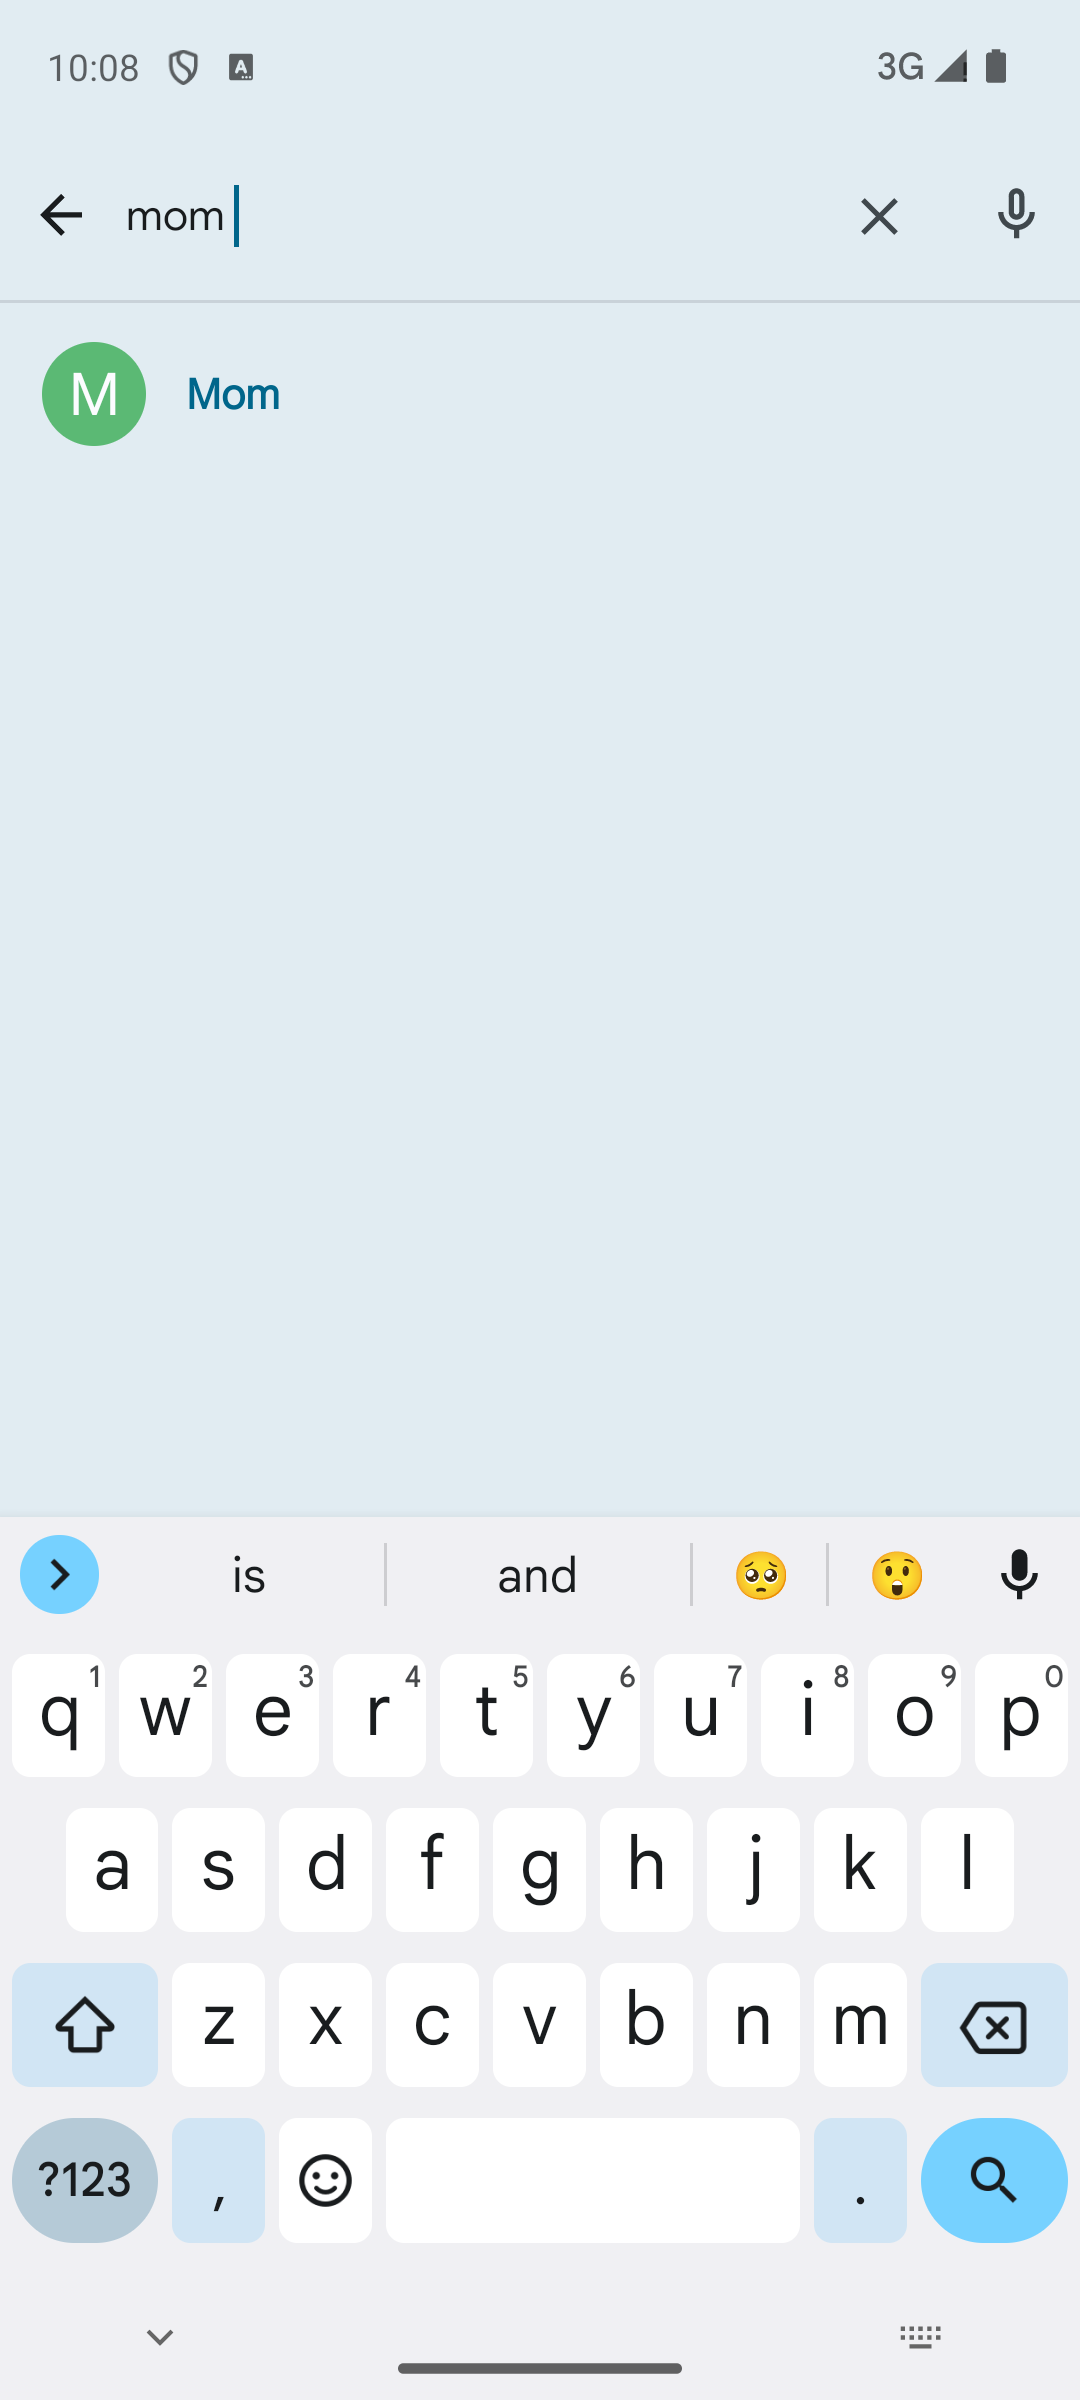 10:08 3G
mom
M Mom
is and
q1 w2 e3 r4 t5 y6 u7 i8 o9 p0
a s d f g h j k l
z x c v b n m
?123 , .